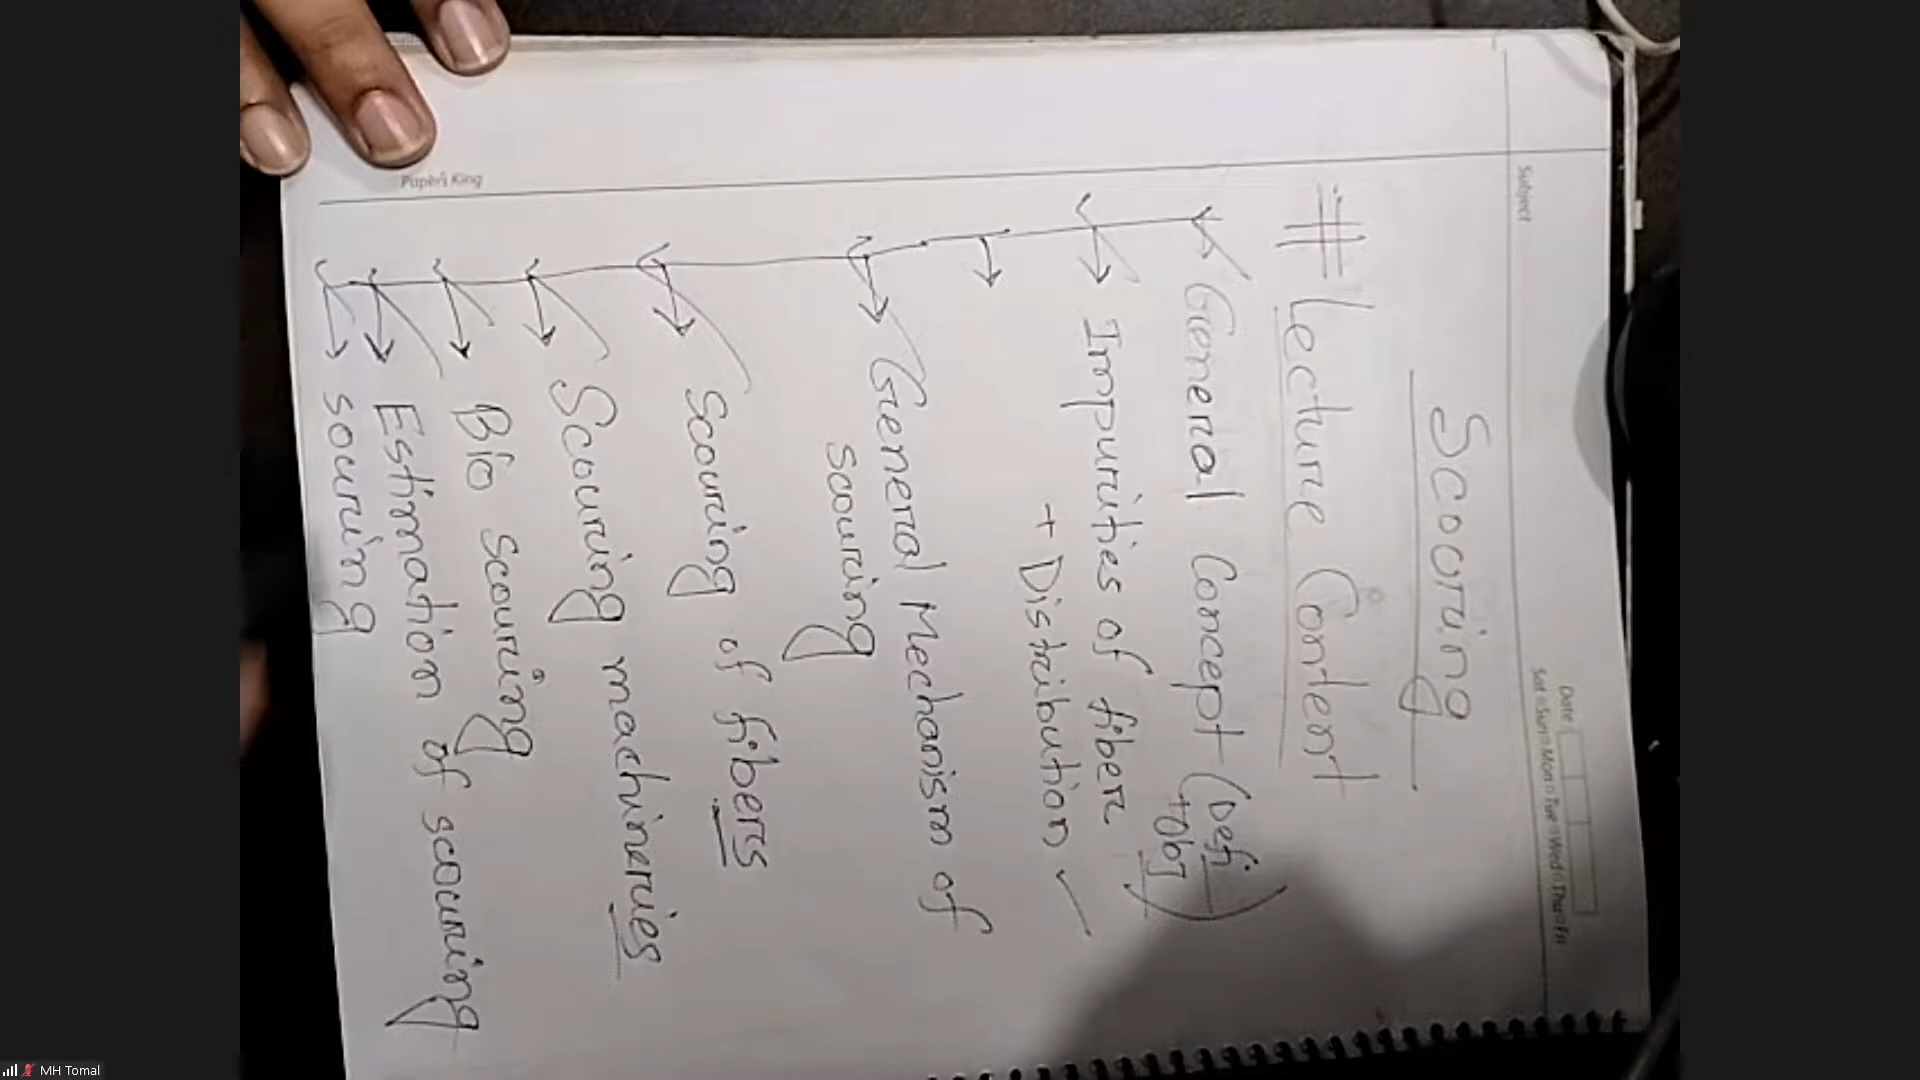 Subject
Date
Sat Sun Mon Tue Wed Thu Fri
Scouring
# Lecture Content
General Concept (Defi
+ Obj)
Impurities of fiber
+ Distribution ✓
General Mechanism of
scouring
scouring of fibers
Scouring machineries
Bio scouring
Estimation of scouring
souring
Papers King
MH Tomal